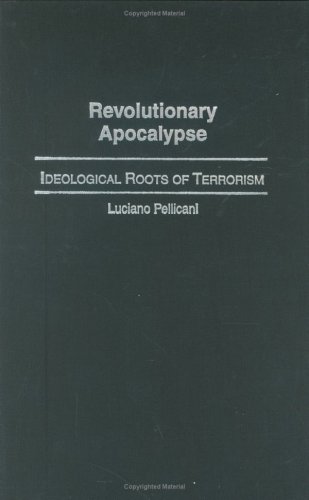 Copyrighted Material
Revolutionary
Apocalypse
IDEOLOGICAL ROOTS OF TERRORISM
Luciano Pellicani
Copyrighted Material